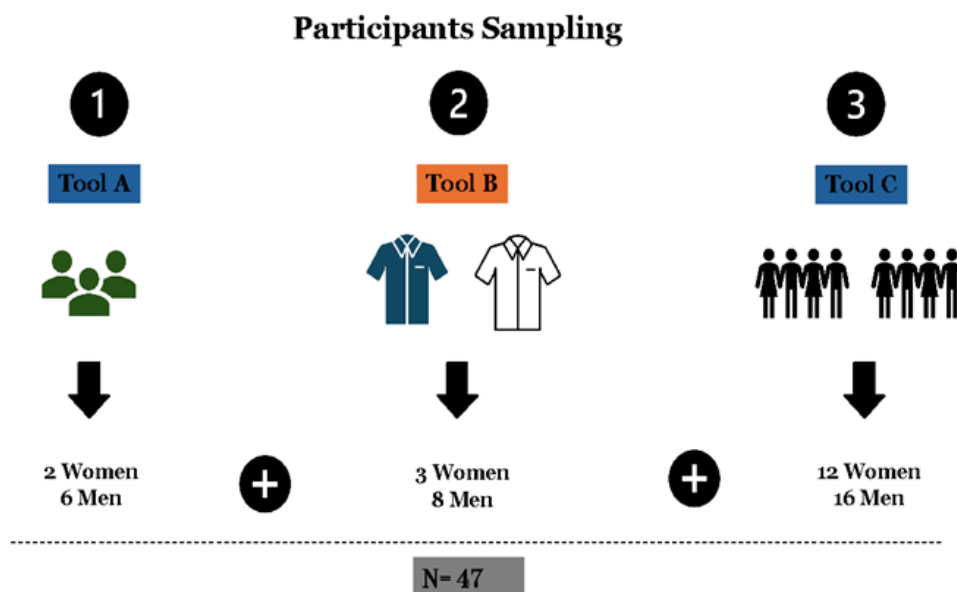 Participants Sampling
1
2
3
Tool A
Tool B
Tool C
2 Women
6 Men
+
3 Women
8 Men
+
12 Women
16 Men
N= 47